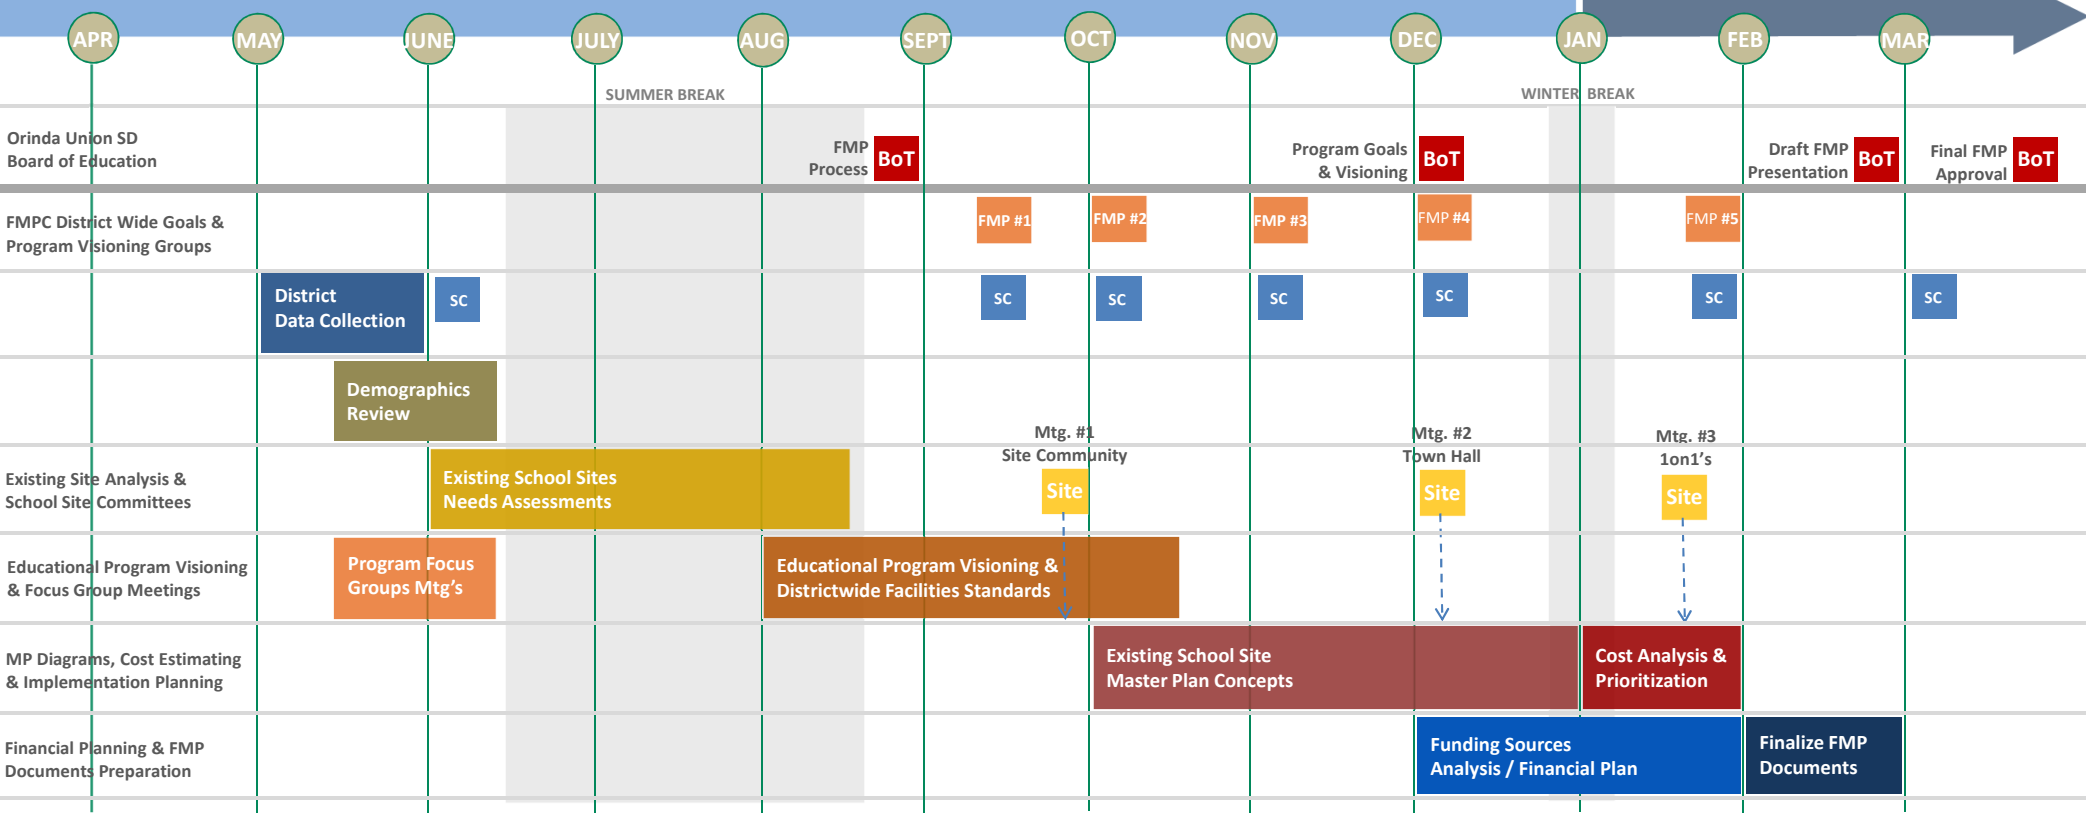 APR MAY JUNE JULY AUG SEPT OCT NOV DEC JAN FEB MAR
SUMMER BREAK
WINTER BREAK
Orinda Union SD
Board of Education
FMP
Process
BoT
Program Goals
& Visioning
BoT
Draft FMP
Presentation
BoT
Final FMP
Approval
BoT
FMPC District Wide Goals &
Program Visioning Groups
FMP #1
FMP #2
FMP #3
FMP #4
FMP #5
District
Data Collection
SC
SC
SC
SC
SC
SC
SC
Demographics
Review
Existing Site Analysis &
School Site Committees
Existing School Sites
Needs Assessments
Mtg. #1
Site Community
Site
Mtg. #2
Town Hall
Site
Mtg. #3
1on1's
Site
Educational Program Visioning
& Focus Group Meetings
Program Focus
Groups Mtg's
Educational Program Visioning &
Districtwide Facilities Standards
MP Diagrams, Cost Estimating
& Implementation Planning
Existing School Site
Master Plan Concepts
Cost Analysis &
Prioritization
Financial Planning & FMP
Documents Preparation
Funding Sources
Analysis / Financial Plan
Finalize FMP
Documents